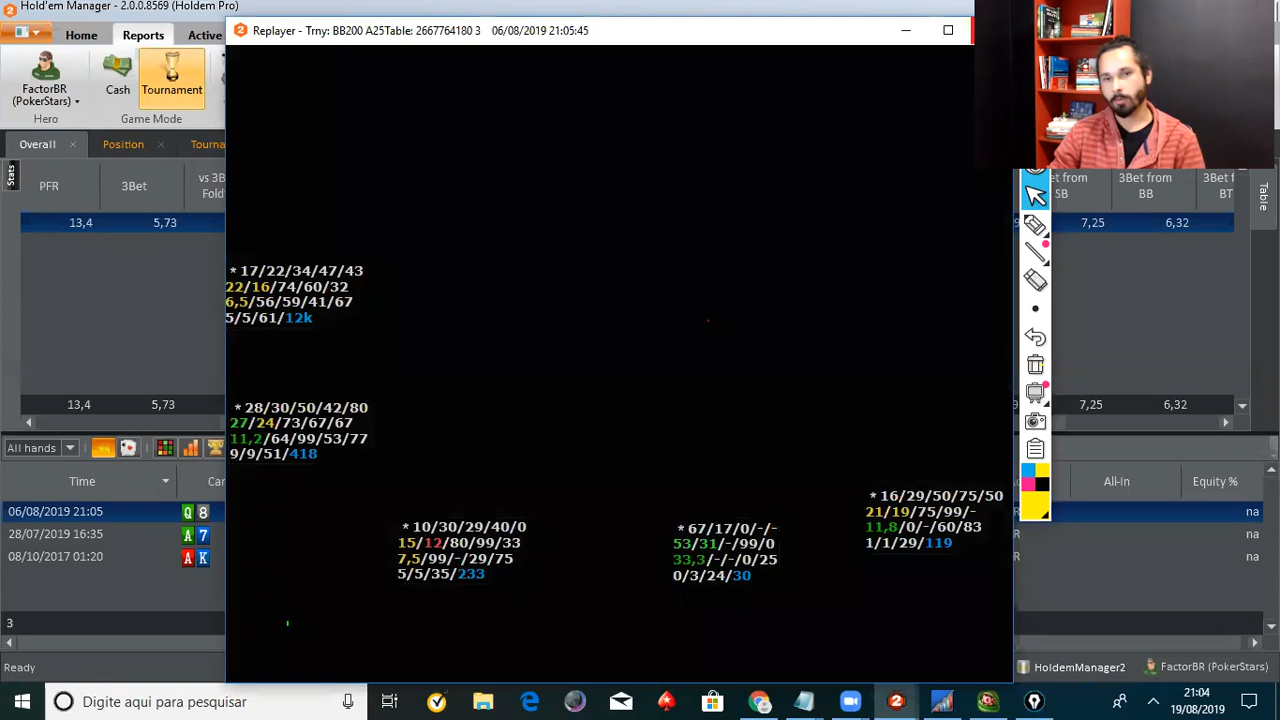 Hold'em Manager - 2.0.0.8569 (Holdem Pro)
Replayer - Trny: BB200 A25Table: 2667764180 3 06/08/2019 21:05:45
Home
Reports
Active
FactorBR
(PokerStars)
Cash
Tournament
Hero
Game Mode
Overall
Position
Stats
PFR
3Bet
vs 3B
Fold
Bet from
SB
3Bet from
BB
BT
Table
13,4
5,73
7,25
6,32
*17/22/34/47/43
22/16/74/60/32
6,5/56/59/41/67
5/5/61/12k
*28/30/50/42/80
27/24/73/67/67
11,2/64/99/53/77
9/9/51/418
*10/30/29/40/0
15/12/80/99/33
7,5/99/-/29/75
5/5/35/233
*67/17/0/-/-
53/31/-/99/0
33,3/-/-/0/25
0/3/24/30
*16/29/50/75/50
21/19/75/99/-
11,8/0/-/60/83
1/1/29/119
13,4
5,73
7,25
6,32
All hands
Time
All-In
Equity %
06/08/2019 21:05
Q 8
na
28/07/2019 16:35
A 7
na
08/10/2017 01:20
A K
na
3
Ready
HoldemManager2
FactorBR (PokerStars)
Digite aqui para pesquisar
21:04
19/08/2019